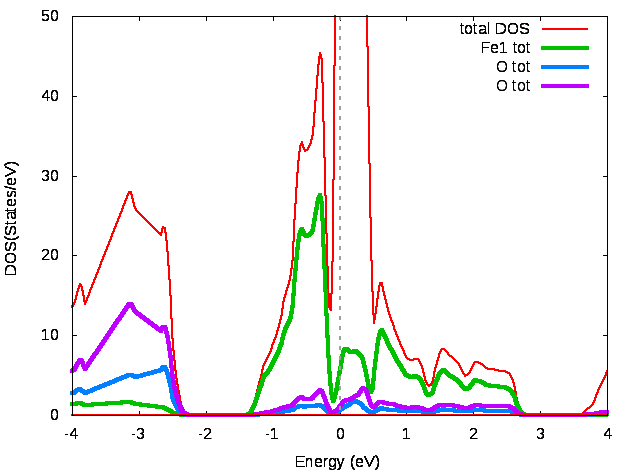 50
40
30
20
10
0
DOS(States/eV)
total DOS
Fe1 tot
O tot
O tot
-4
-3
-2
-1
0
1
2
3
4
Energy (eV)